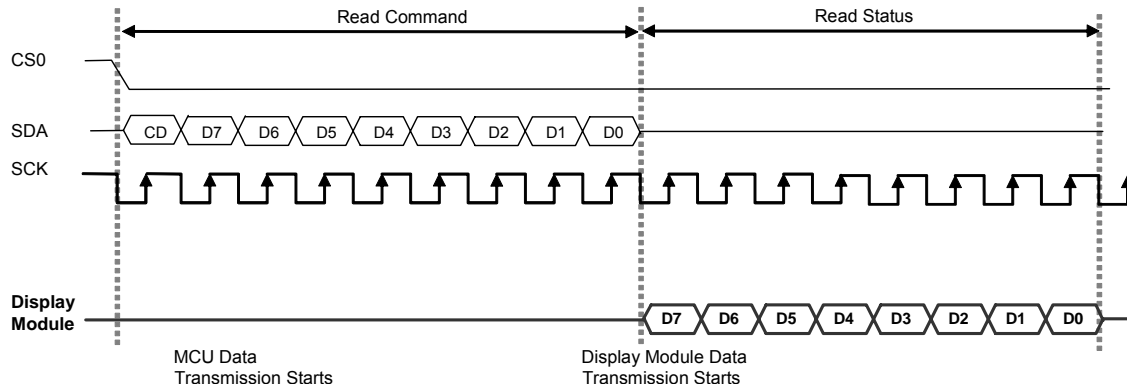 Read Command
Read Status
CS0
SDA
CD D7 D6 D5 D4 D3 D2 D1 D0
SCK
Display
Module
D7 D6 D5 D4 D3 D2 D1 D0
MCU Data
Transmission Starts
Display Module Data
Transmission Starts